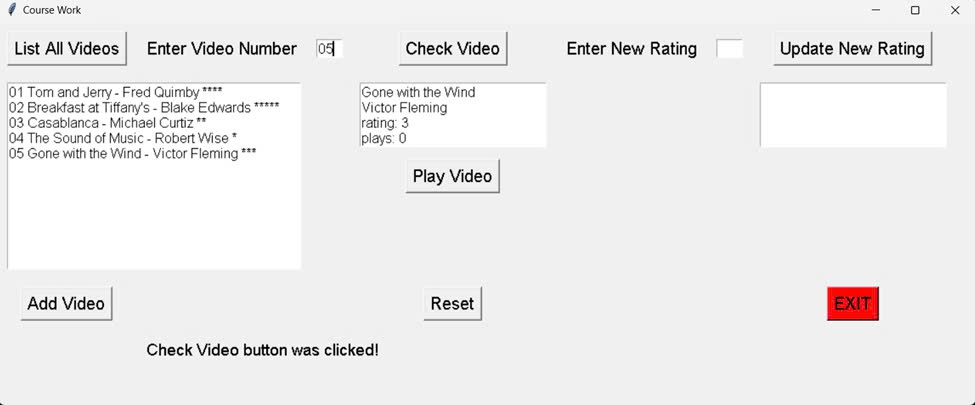 Course Work
List All Videos Enter Video Number 05 Check Video Enter New Rating Update New Rating
01 Tom and Jerry - Fred Quimby ****
02 Breakfast at Tiffany's - Blake Edwards *****
03 Casablanca - Michael Curtiz **
04 The Sound of Music - Robert Wise *
05 Gone with the Wind - Victor Fleming ***
Gone with the Wind
Victor Fleming
rating: 3
plays: 0
Play Video
Add Video Reset EXIT
Check Video button was clicked!